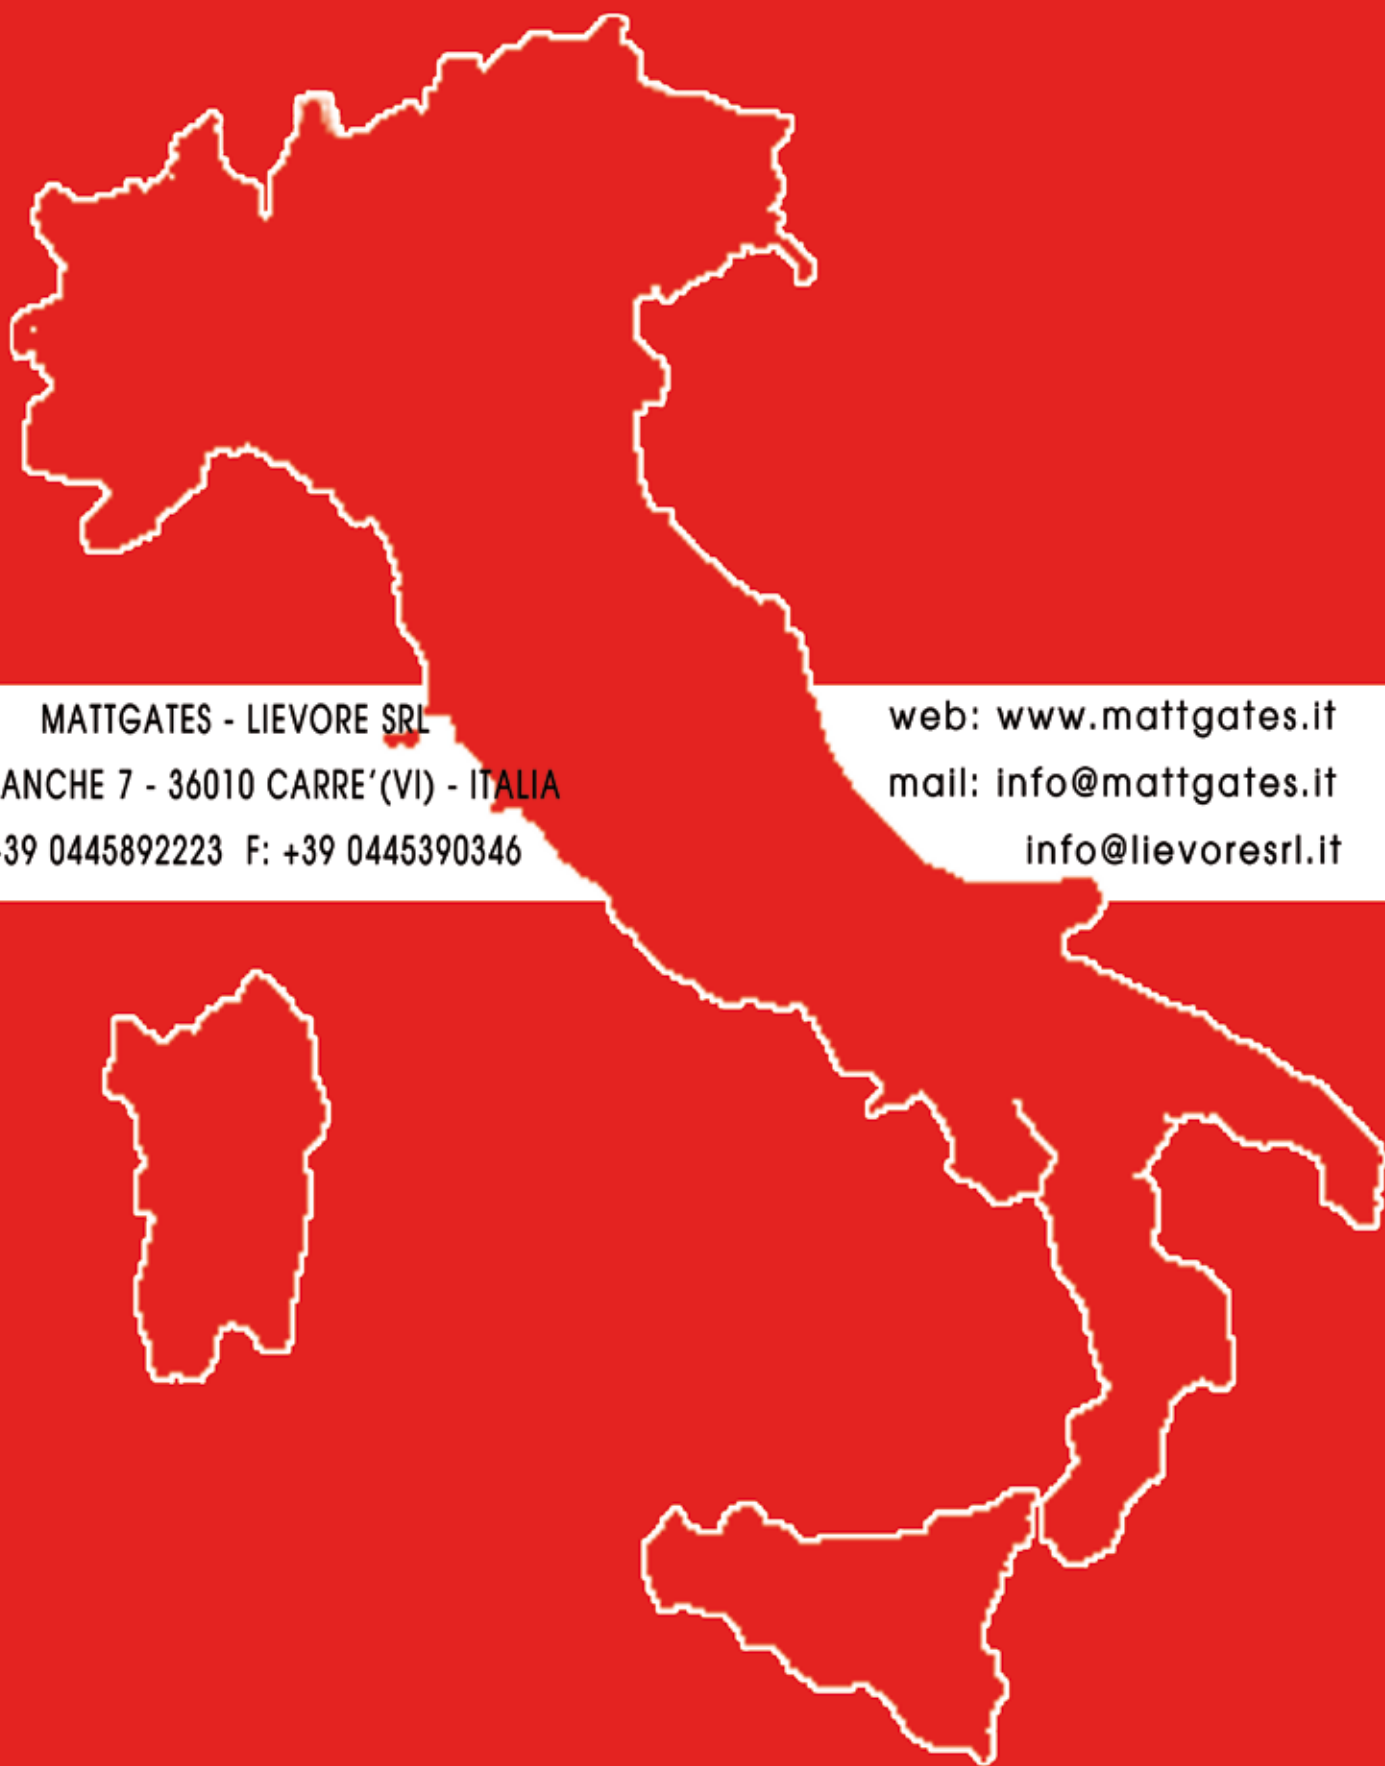 MATTGATES - LIEVORE SRL
ANCHE 7 - 36010 CARRE'(VI) - ITALIA
39 0445892223 F: +39 0445390346
web: www.mattgates.it
mail: info@mattgates.it
info@lievoresrl.it